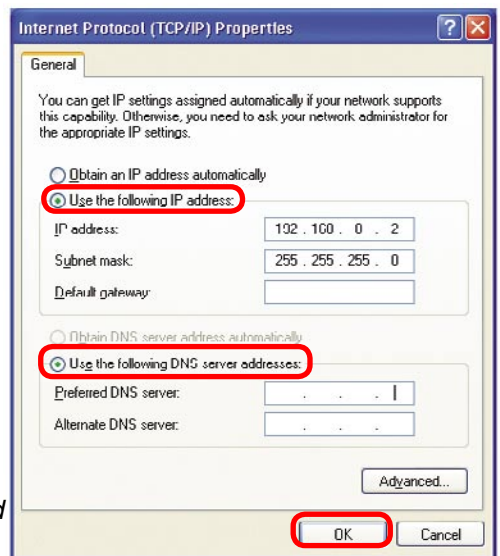 Internet Protocol (TCP/IP) Properties
General
You can get IP settings assigned automatically if your network supports
this capability. Otherwise, you need to ask your network administrator for
the appropriate IP settings.
Obtain an IP address automatically
Use the following IP address:
IP address: 192 . 168 . 0 . 2
Subnet mask: 255 . 255 . 255 . 0
Default gateway:
Obtain DNS server address automatically
Use the following DNS server addresses:
Preferred DNS server: . . .
Alternate DNS server: . . .
Advanced...
OK Cancel